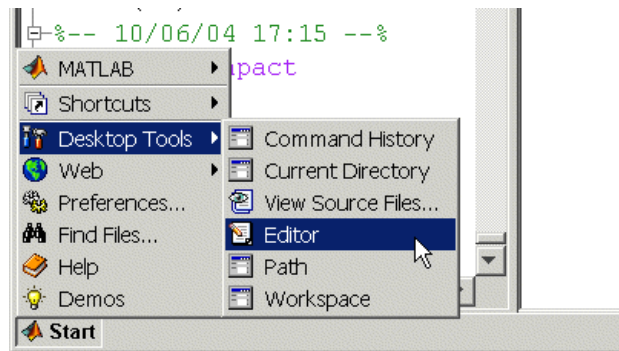 %-- 10/06/04 17:15 --%
MATLAB
pact
Shortcuts
Desktop Tools
Command History
Web
Current Directory
Preferences...
View Source Files...
Find Files...
Editor
Help
Path
Demos
Workspace
Start